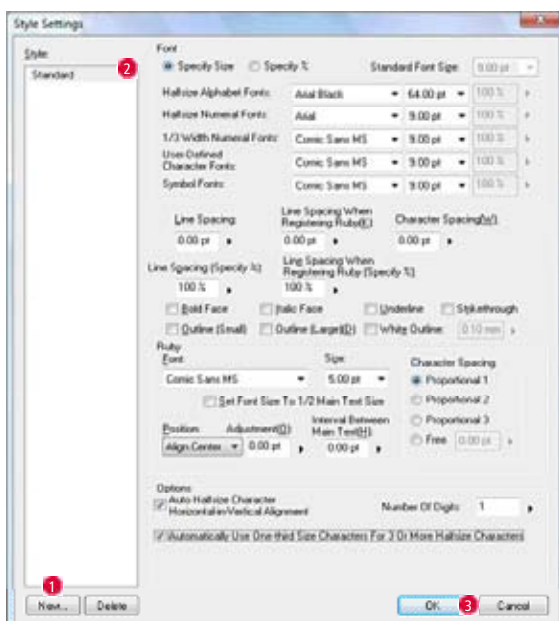 Style Settings
Style:
Standard
2
Font
Specify Size
Specify %
Standard Font Size:
9.00 pt
Halfsize Alphabet Fonts:
Arial Black
64.00 pt
100 %
Halfsize Numeral Fonts:
Arial
9.00 pt
100 %
1/3 Width Numeral Fonts:
Comic Sans MS
9.00 pt
100 %
User-Defined
Character Fonts:
Comic Sans MS
9.00 pt
100 %
Symbol Fonts:
Comic Sans MS
9.00 pt
100 %
Line Spacing:
0.00 pt
Line Spacing When
Registering Ruby(E)
0.00 pt
Character Spacing(W):
0.00 pt
Line Spacing (Specify %):
100 %
Line Spacing When
Registering Ruby (Specify %):
100 %
Bold Face
Italic Face
Underline
Strikethrough
Outline (Small)
Outline (Large)(D)
White Outline:
0.10 mm
Ruby
Font:
Comic Sans MS
Size:
5.00 pt
Set Font Size To 1/2 Main Text Size
Position:
Align Center
Adjustment(Q):
0.00 pt
Interval Between
Main Text(H):
0.00 pt
Character Spacing
Proportional 1
Proportional 2
Proportional 3
Free
0.00 pt
Options
Auto Halfsize Character
Horizontal-in-Vertical Alignment
Number Of Digits:
1
Automatically Use One-third Size Characters For 3 Or More Halfsize Characters
1
New...
Delete
OK
3
Cancel